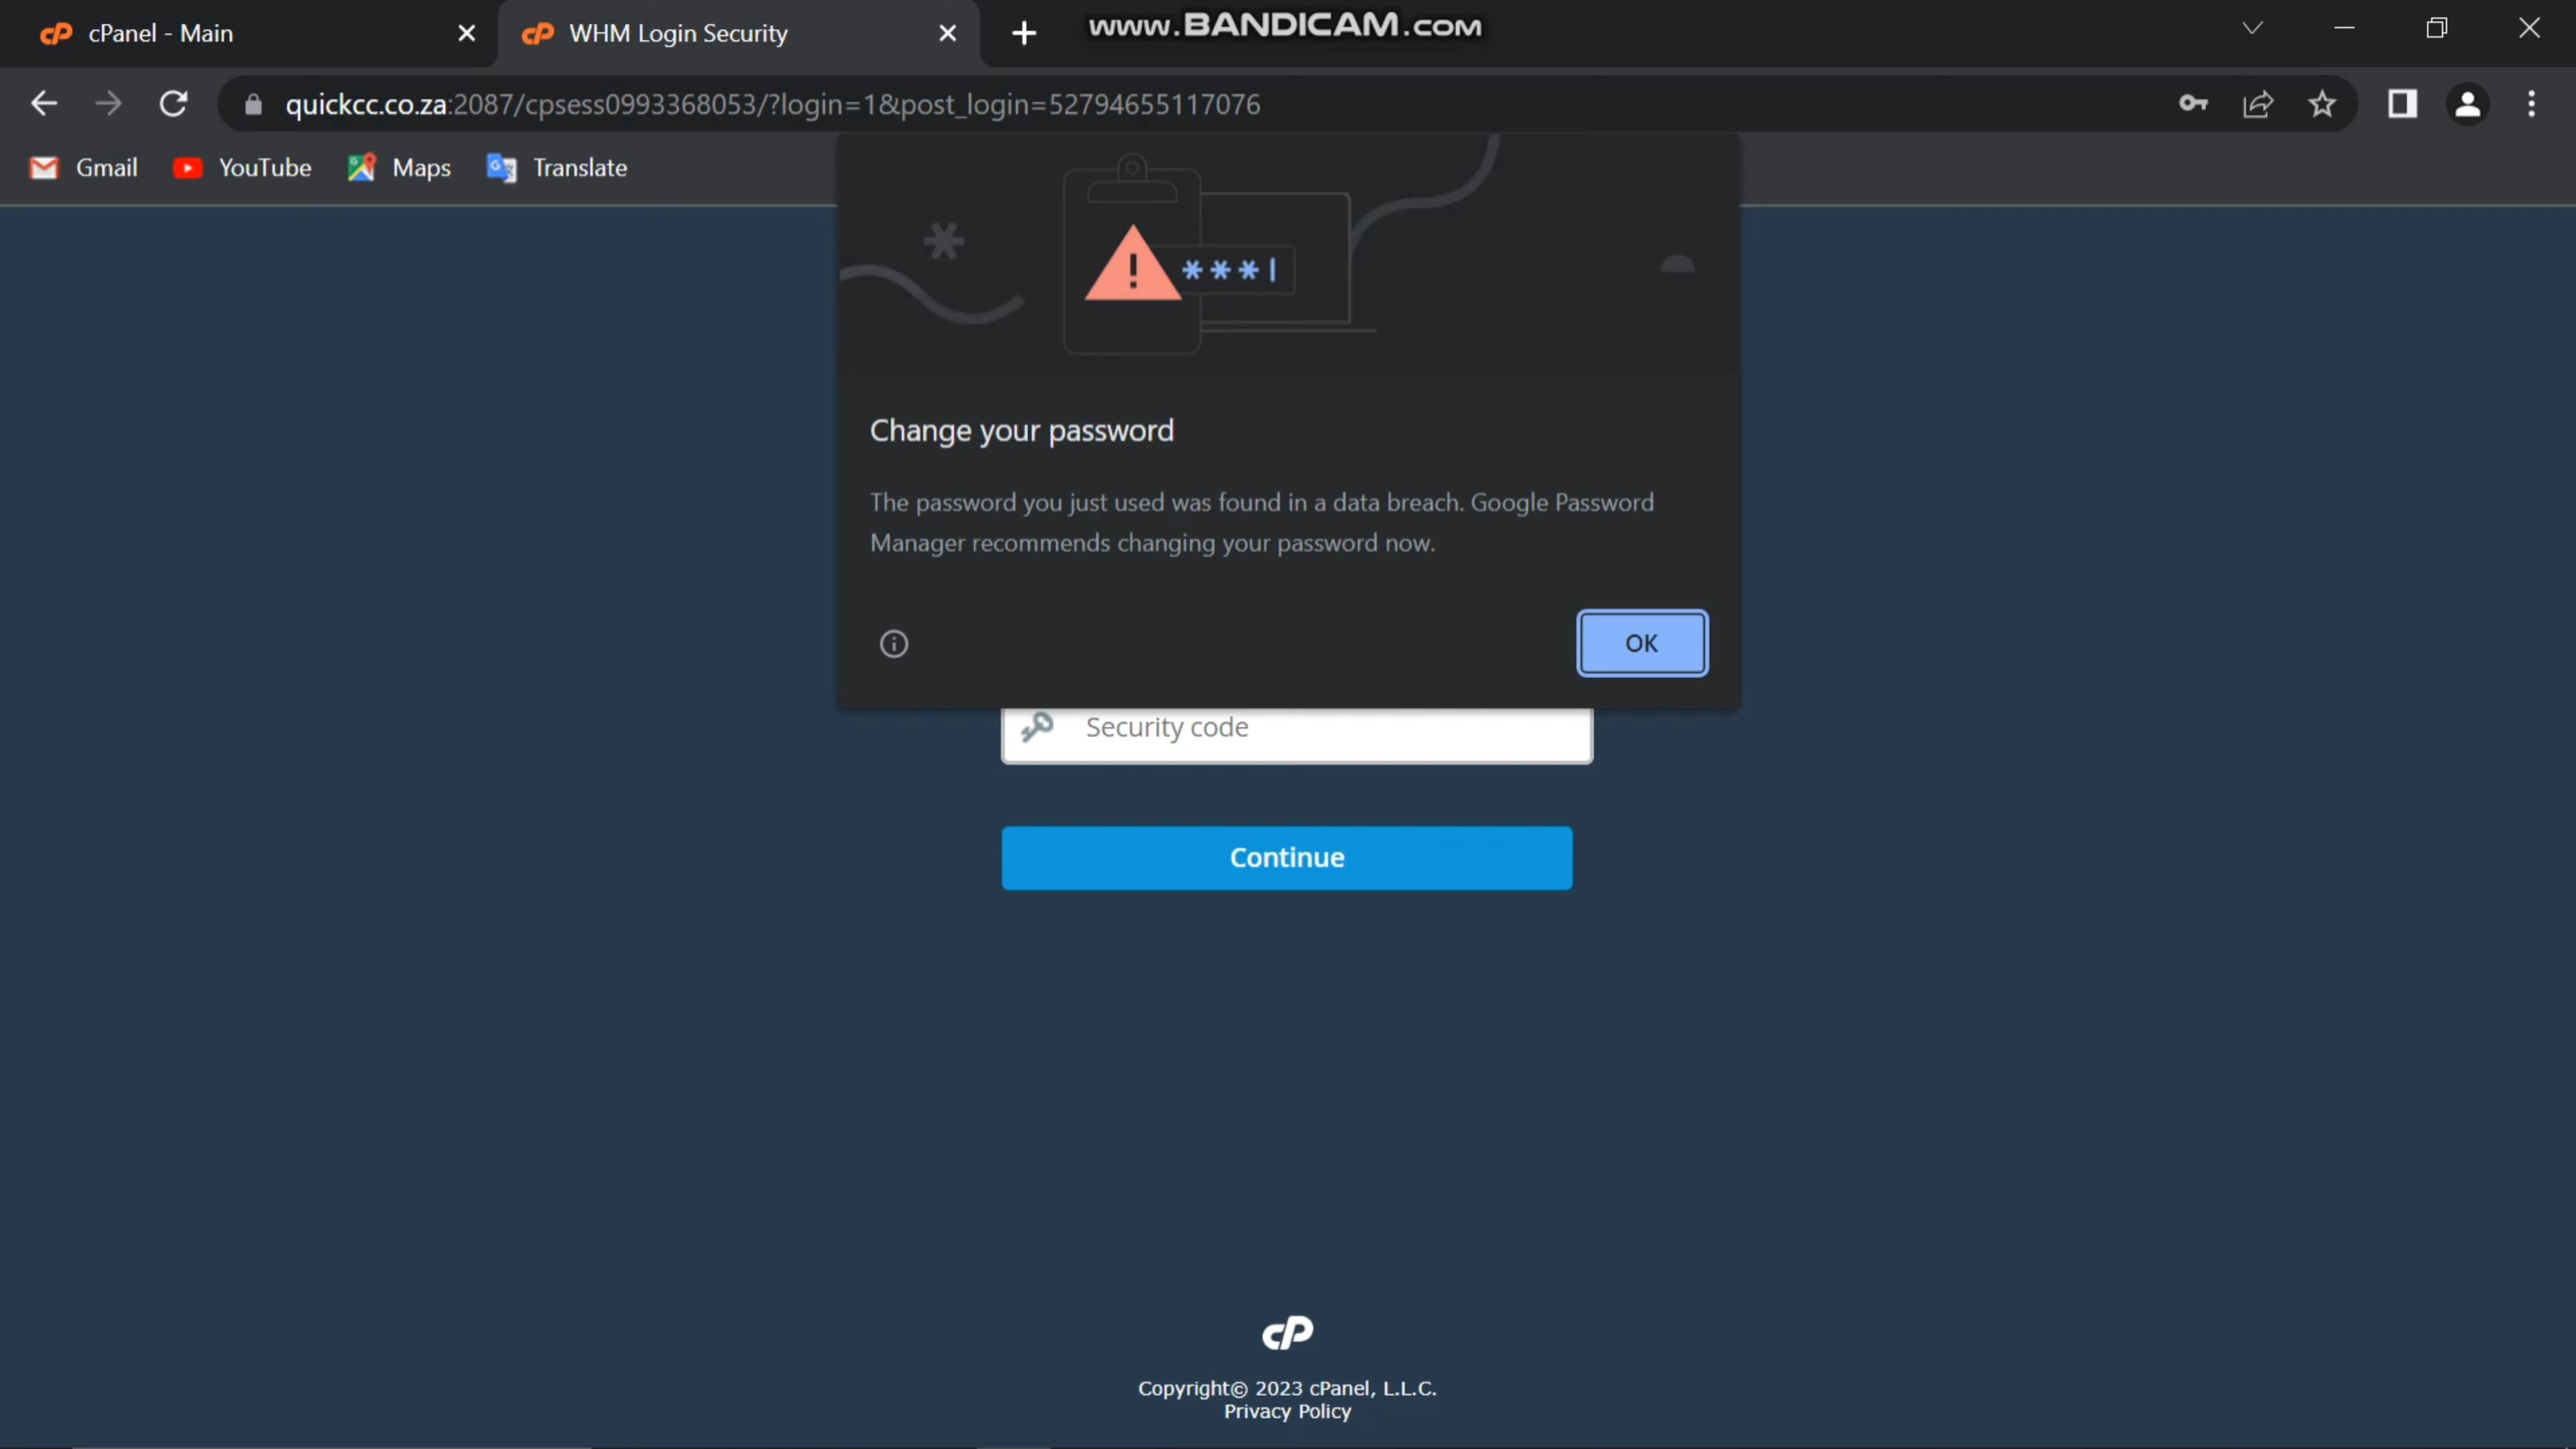 cPanel - Main
WHM Login Security
www.BANDICAM.com
quickcc.co.za:2087/cpsess0993368053/?login=1&post_login=52794655117076
Gmail
YouTube
Maps
Translate
***
Change your password
The password you just used was found in a data breach. Google Password
Manager recommends changing your password now.
OK
Security code
Continue
cP
Copyright© 2023 cPanel, L.L.C.
Privacy Policy